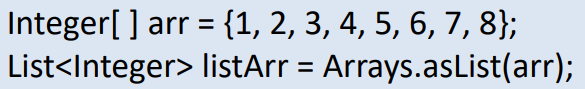 Integer[ ] arr = {1, 2, 3, 4, 5, 6, 7, 8};
List<Integer> listArr = Arrays.asList(arr);